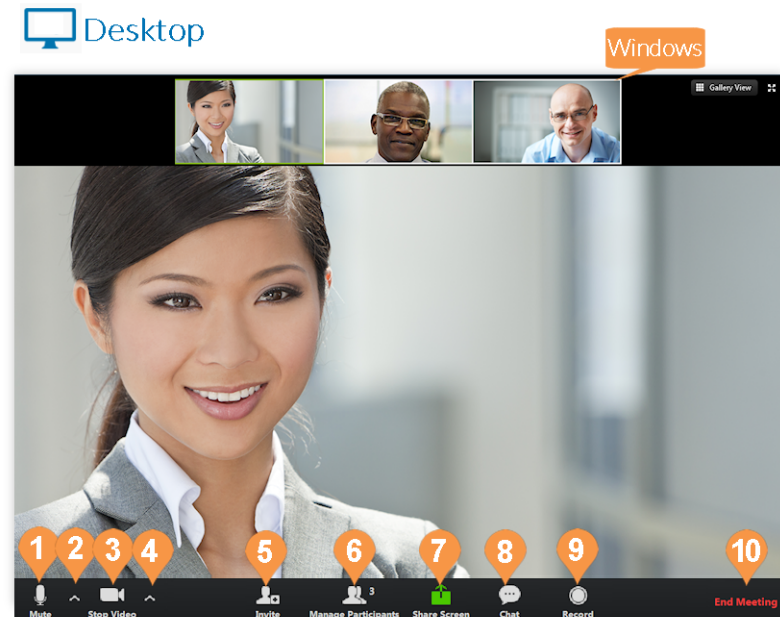 Desktop
Windows
Gallery View
1 2 3 4 5 6 7 8 9 10
3
Mute Stop Video Invite Manage Participants Share Screen Chat Record End Meeting